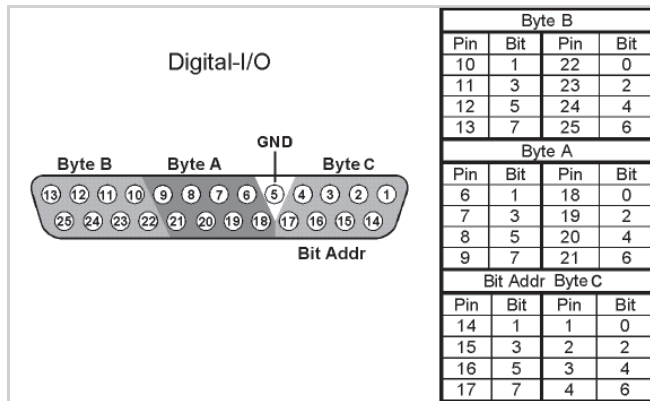 Digital-I/O
GND
Byte B Byte A Byte C
13 12 11 10 9 8 7 6 5 4 3 2 1
25 24 23 22 21 20 19 18 17 16 15 14
Bit Addr
Byte B
Pin Bit Pin Bit
10 1 22 0
11 3 23 2
12 5 24 4
13 7 25 6
Byte A
Pin Bit Pin Bit
6 1 18 0
7 3 19 2
8 5 20 4
9 7 21 6
Bit Addr Byte C
Pin Bit Pin Bit
14 1 1 0
15 3 2 2
16 5 3 4
17 7 4 6